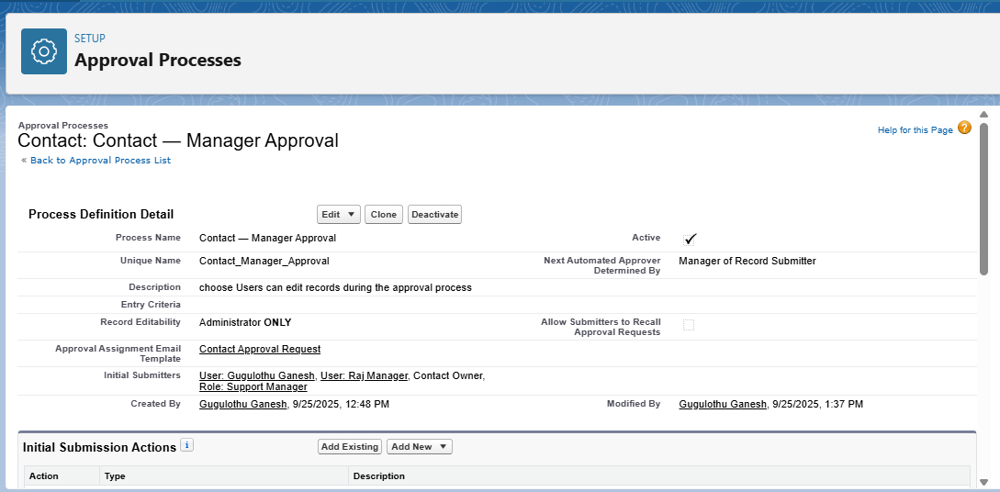 SETUP
Approval Processes
Approval Processes
Contact: Contact — Manager Approval
« Back to Approval Process List
Help for this Page ?
Process Definition Detail
Edit ▼ Clone Deactivate
Process Name Contact — Manager Approval Active ✓
Unique Name Contact_Manager_Approval Next Automated Approver Determined By Manager of Record Submitter
Description choose Users can edit records during the approval process
Entry Criteria
Record Editability Administrator ONLY Allow Submitters to Recall Approval Requests
Approval Assignment Email Template Contact Approval Request
Initial Submitters User: Gugulothu Ganesh, User: Raj Manager, Contact Owner,
Role: Support Manager
Created By Gugulothu Ganesh, 9/25/2025, 12:48 PM Modified By Gugulothu Ganesh, 9/25/2025, 1:37 PM
Initial Submission Actions i Add Existing Add New ▼
Action Type Description